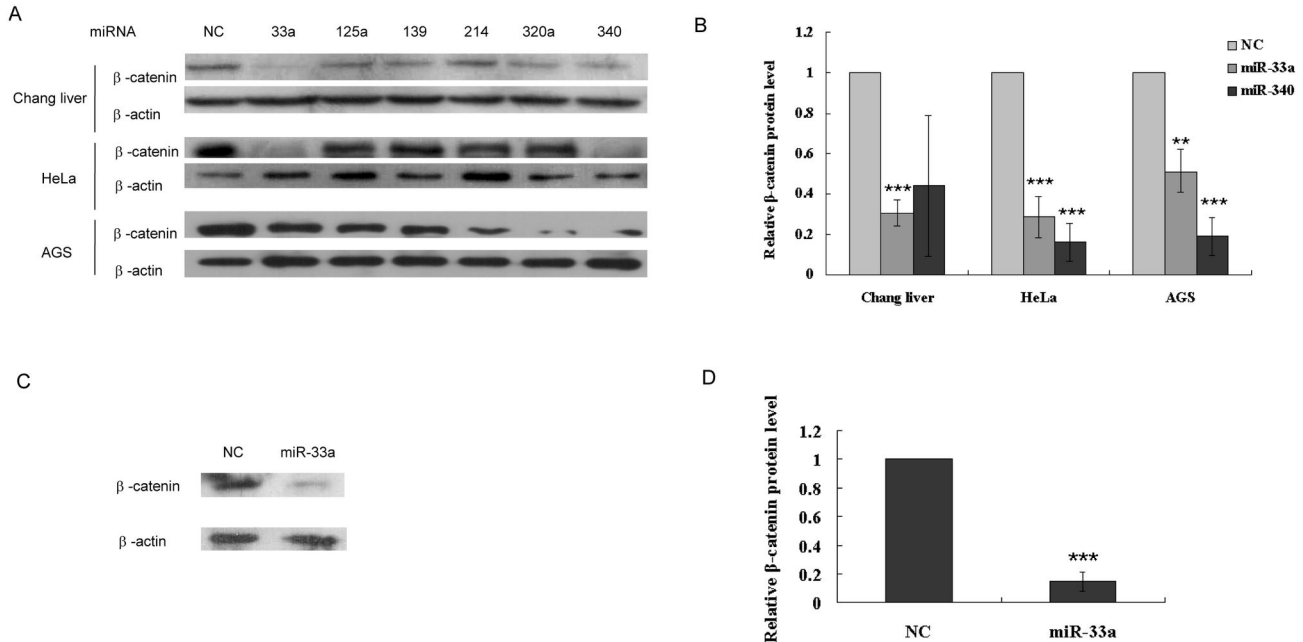 A
miRNA NC 33a 125a 139 214 320a 340
Chang liver
β -catenin
β -actin
HeLa
β -catenin
β -actin
AGS
β -catenin
β -actin
B
Relative β-catenin protein level
1.2
1
0.8
0.6
0.4
0.2
0
NC
miR-33a
miR-340
*** *** *** ** ***
Chang liver HeLa AGS
C
NC miR-33a
β -catenin
β -actin
D
Relative β-catenin protein level
1.2
1
0.8
0.6
0.4
0.2
0
***
NC miR-33a